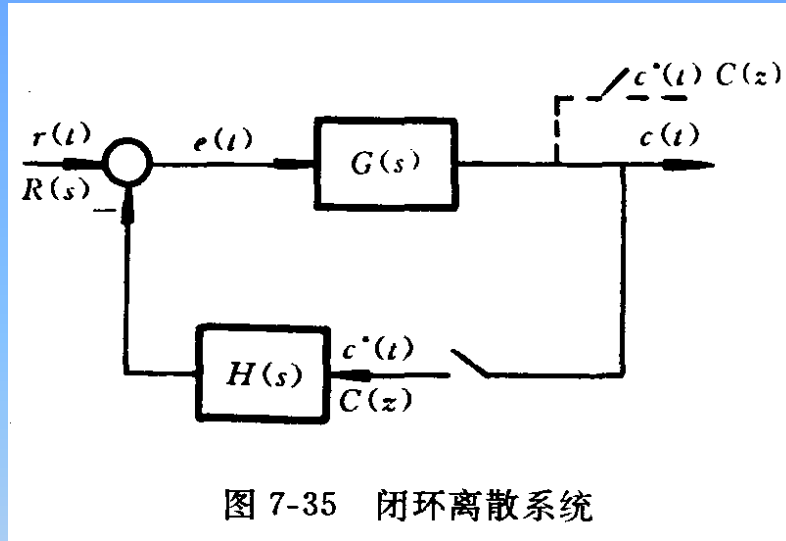 c*(t) C(z)
r(t)
e(t)
G(s)
c(t)
R(s)
−
H(s)
c*(t)
C(z)
图 7-35 闭环离散系统